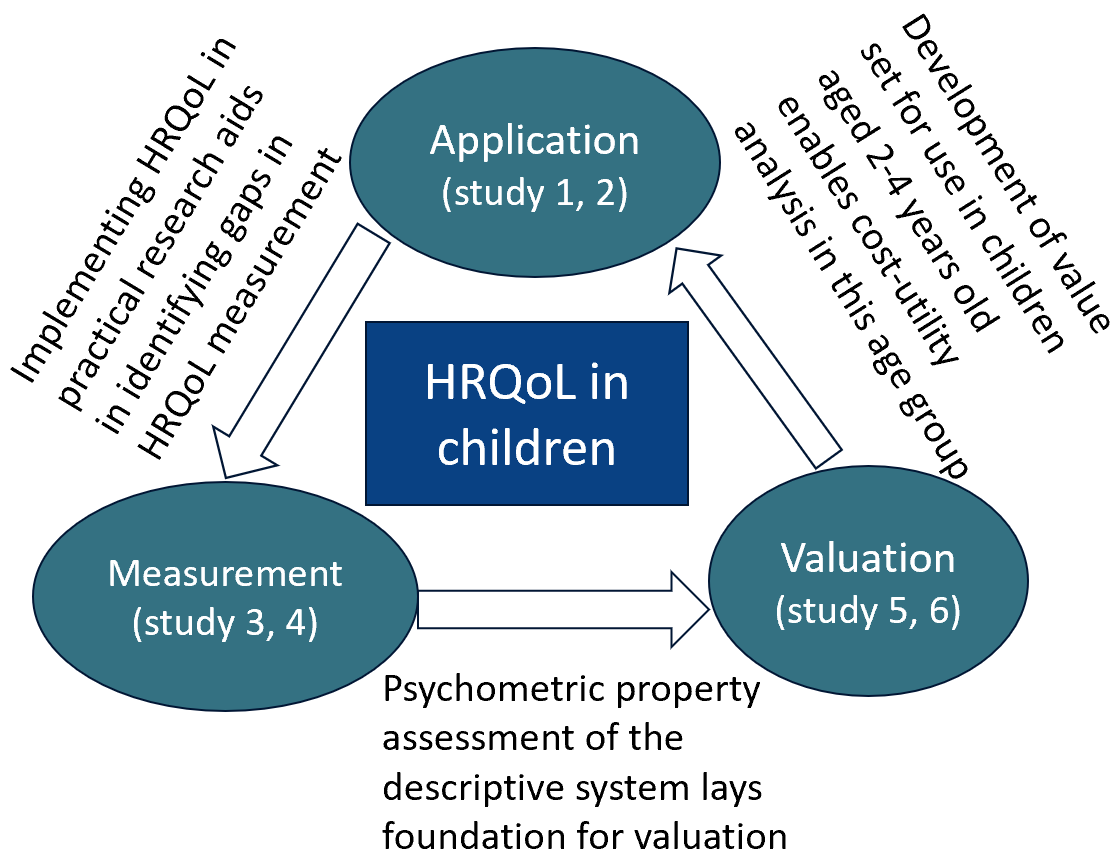 Application
(study 1, 2)
Implementing HRQoL in
practical research aids
in identifying gaps in
HRQoL measurement
Development of value
set for use in children
aged 2-4 years old
enables cost-utility
analysis in this age group
HRQoL in
children
Measurement
(study 3, 4)
Valuation
(study 5, 6)
Psychometric property
assessment of the
descriptive system lays
foundation for valuation